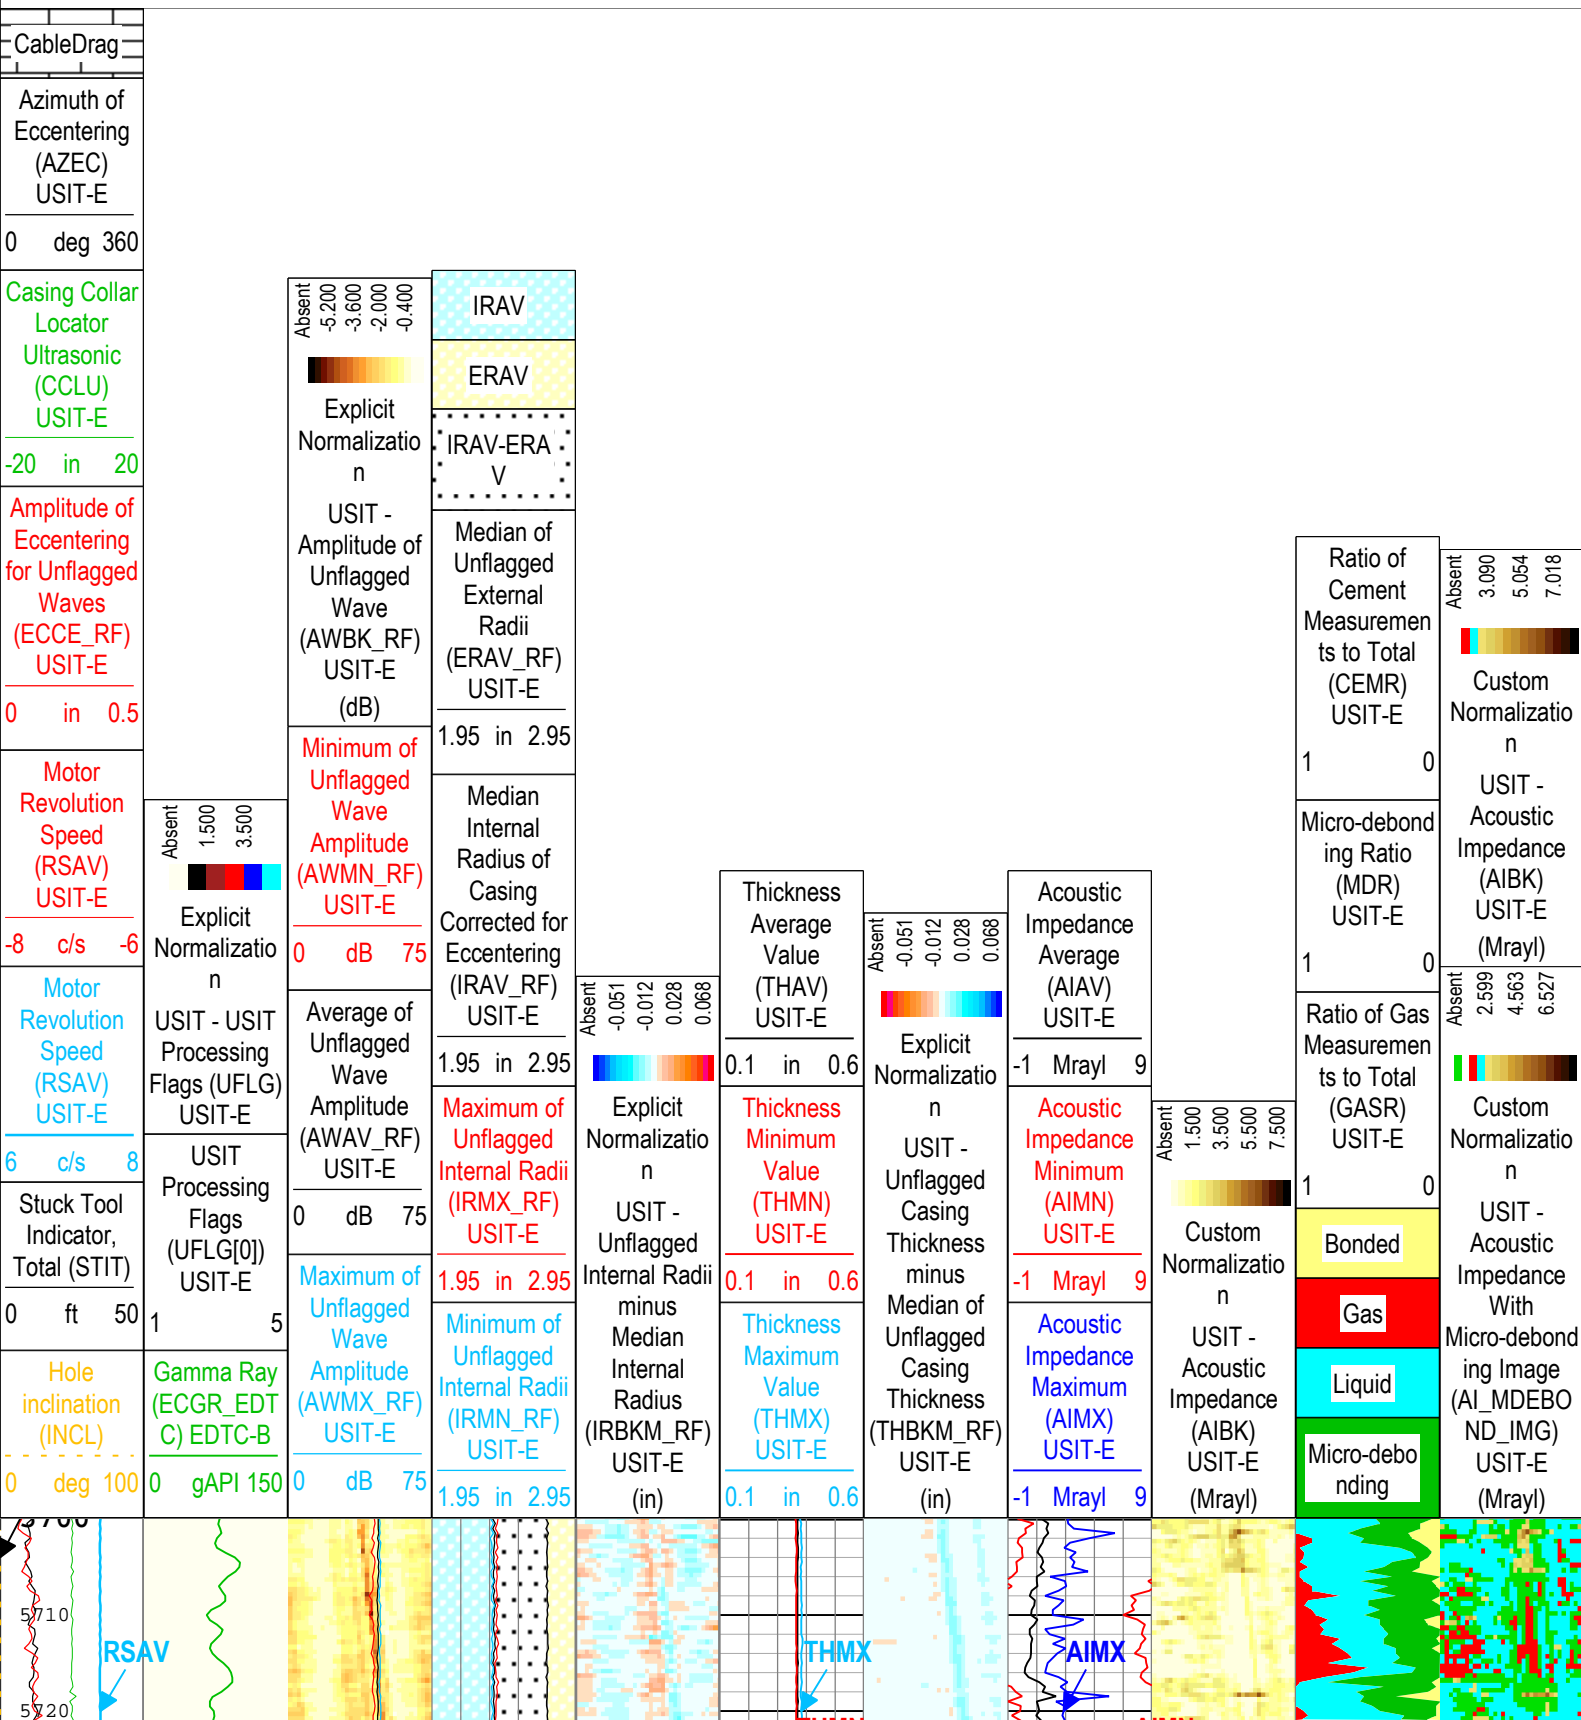 CableDrag
Azimuth of
Eccentering
(AZEC)
USIT-E
0 deg 360
Casing Collar
Locator
Ultrasonic
(CCLU)
USIT-E
-20 in 20
Amplitude of
Eccentering
for Unflagged
Waves
(ECCE_RF)
USIT-E
0 in 0.5
Motor
Revolution
Speed
(RSAV)
USIT-E
-8 c/s -6
Motor
Revolution
Speed
(RSAV)
USIT-E
6 c/s 8
Stuck Tool
Indicator,
Total (STIT)
0 ft 50
Hole
inclination
(INCL)
0 deg 100
Absent
1.500
3.500
Explicit
Normalizatio
n
USIT - USIT
Processing
Flags (UFLG)
USIT-E
USIT
Processing
Flags
(UFLG[0])
USIT-E
1 5
Gamma Ray
(ECGR_EDT
C) EDTC-B
0 gAPI 150
Absent
-5.200
-3.600
-2.000
-0.400
Explicit
Normalizatio
n
USIT -
Amplitude of
Unflagged
Wave
(AWBK_RF)
USIT-E
(dB)
Minimum of
Unflagged
Wave
Amplitude
(AWMN_RF)
USIT-E
0 dB 75
Average of
Unflagged
Wave
Amplitude
(AWAV_RF)
USIT-E
0 dB 75
Maximum of
Unflagged
Wave
Amplitude
(AWMX_RF)
USIT-E
0 dB 75
IRAV
ERAV
IRAV-ERA
V
Median of
Unflagged
External
Radii
(ERAV_RF)
USIT-E
1.95 in 2.95
Median
Internal
Radius of
Casing
Corrected for
Eccentering
(IRAV_RF)
USIT-E
1.95 in 2.95
Maximum of
Unflagged
Internal Radii
(IRMX_RF)
USIT-E
1.95 in 2.95
Minimum of
Unflagged
Internal Radii
(IRMN_RF)
USIT-E
1.95 in 2.95
Absent
-0.051
-0.012
0.028
0.068
Explicit
Normalizatio
n
USIT -
Unflagged
Internal Radii
minus
Median
Internal
Radius
(IRBKM_RF)
USIT-E
(in)
Thickness
Average
Value
(THAV)
USIT-E
0.1 in 0.6
Thickness
Minimum
Value
(THMN)
USIT-E
0.1 in 0.6
Thickness
Maximum
Value
(THMX)
USIT-E
0.1 in 0.6
Absent
-0.051
-0.012
0.028
0.068
Explicit
Normalizatio
n
USIT -
Unflagged
Casing
Thickness
minus
Median of
Unflagged
Casing
Thickness
(THBKM_RF)
USIT-E
(in)
Acoustic
Impedance
Average
(AIAV)
USIT-E
-1 Mrayl 9
Acoustic
Impedance
Minimum
(AIMN)
USIT-E
-1 Mrayl 9
Acoustic
Impedance
Maximum
(AIMX)
USIT-E
-1 Mrayl 9
Absent
1.500
3.500
5.500
7.500
Custom
Normalizatio
n
USIT -
Acoustic
Impedance
(AIBK)
USIT-E
(Mrayl)
Ratio of
Cement
Measuremen
ts to Total
(CEMR)
USIT-E
1 0
Micro-debond
ing Ratio
(MDR)
USIT-E
1 0
Ratio of Gas
Measuremen
ts to Total
(GASR)
USIT-E
1 0
Bonded
Gas
Liquid
Micro-debo
nding
Absent
3.090
5.054
7.018
Custom
Normalizatio
n
USIT -
Acoustic
Impedance
(AIBK)
USIT-E
(Mrayl)
Absent
2.599
4.563
6.527
Custom
Normalizatio
n
USIT -
Acoustic
Impedance
With
Micro-debond
ing Image
(AI_MDEBO
ND_IMG)
USIT-E
(Mrayl)
5710
RSAV
THMX
AIMX
5720